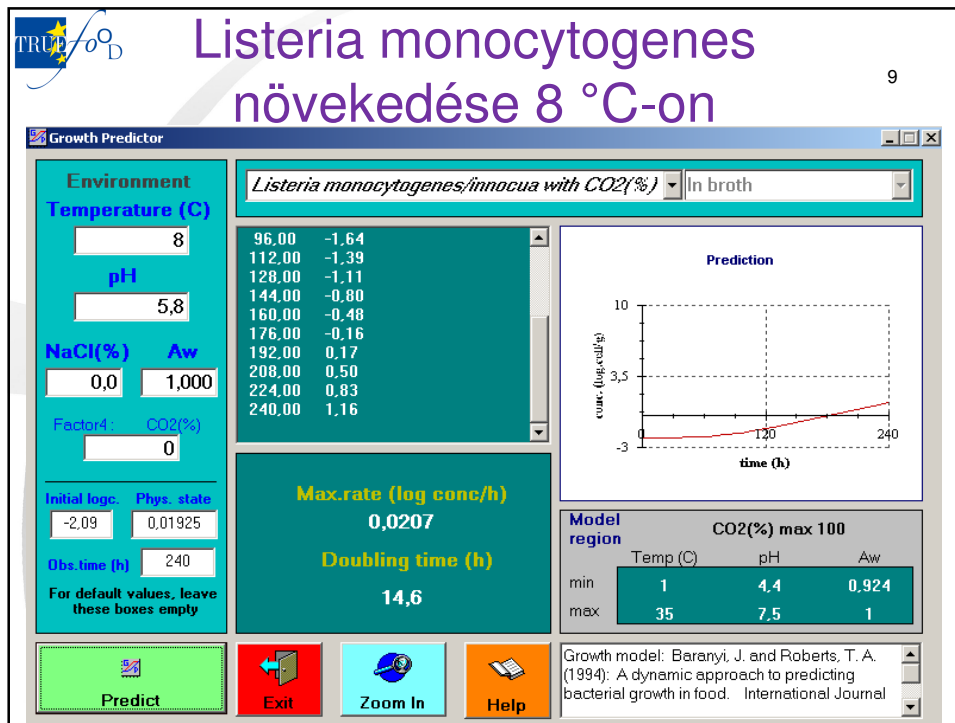 TRUEfooD
Listeria monocytogenes
növekedése 8 °C-on
9
Growth Predictor
Environment
Temperature (C)
8
pH
5,8
NaCl(%) Aw
0,0 1,000
Factor4 : CO2(%)
0
Initial logc. Phys. state
-2,09 0,01925
Obs.time (h) 240
For default values, leave
these boxes empty
Predict
Listeria monocytogenes/innocua with CO2(%) In broth
96,00 -1,64
112,00 -1,39
128,00 -1,11
144,00 -0,80
160,00 -0,48
176,00 -0,16
192,00 0,17
208,00 0,50
224,00 0,83
240,00 1,16
Max.rate (log conc/h)
0,0207
Doubling time (h)
14,6
Prediction
conc. (log.cell/g)
10
3,5
-3
0 120 240
time (h)
Model
region
CO2(%) max 100
Temp (C) pH Aw
min 1 4,4 0,924
max 35 7,5 1
Exit
Zoom In
Help
Growth model: Baranyi, J. and Roberts, T. A.
(1994): A dynamic approach to predicting
bacterial growth in food. International Journal